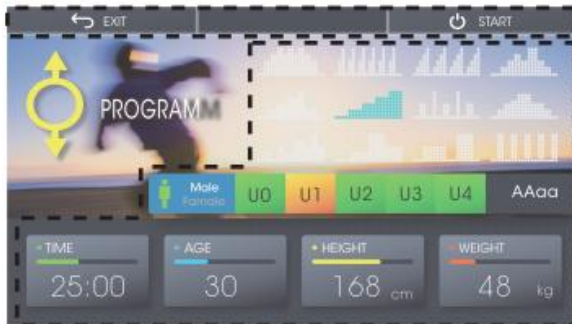 EXIT START
PROGRAM
Male U0 U1 U2 U3 U4 AAaa
Female
TIME AGE HEIGHT WEIGHT
25:00 30 168 cm 48 kg